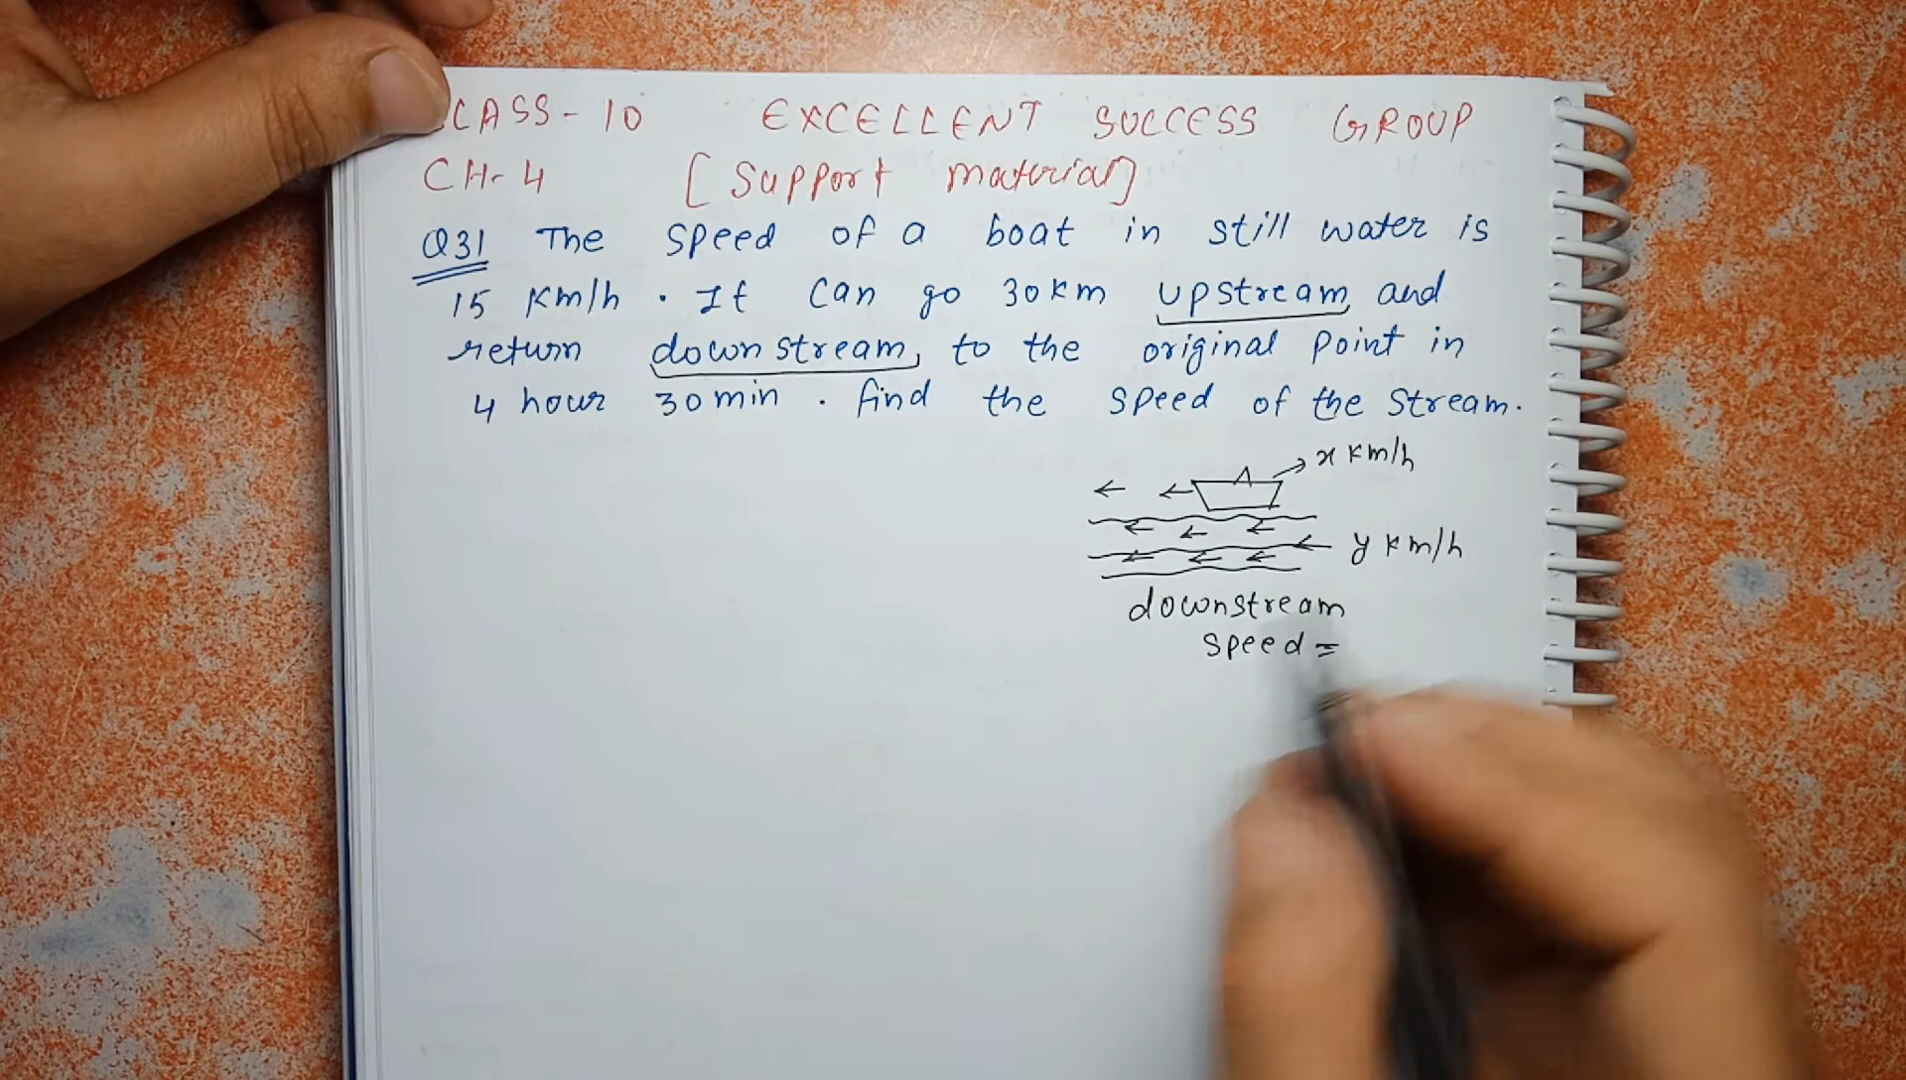 CLASS-10 EXCELLENT SUCCESS GROUP
CH-4 [Support material]
Q31 The speed of a boat in still water is
15 Km/h. It can go 30km upstream and
return downstream, to the original point in
4 hour 30 min. find the speed of the stream.
x km/h
y km/h
downstream
speed =